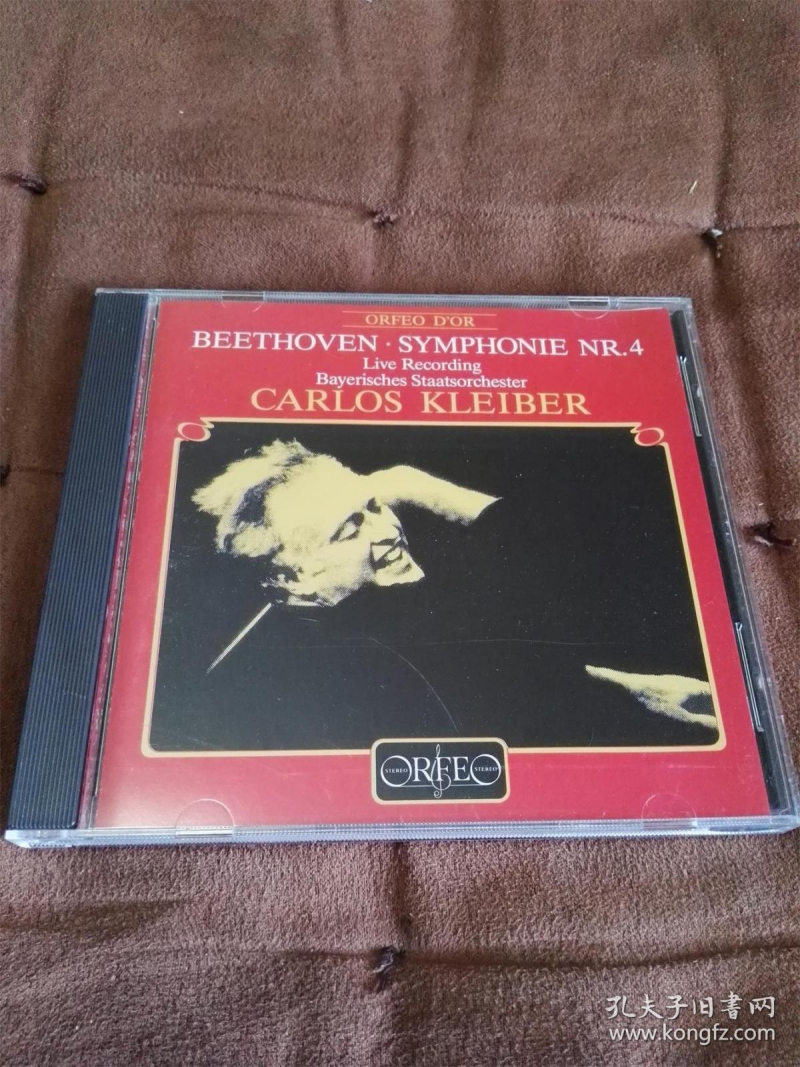 ORFEO D'OR
BEETHOVEN · SYMPHONIE NR.4
Live Recording
Bayerisches Staatsorchester
CARLOS KLEIBER
STEREO ORFEO STEREO
孔夫子旧书网
www.kongfz.com